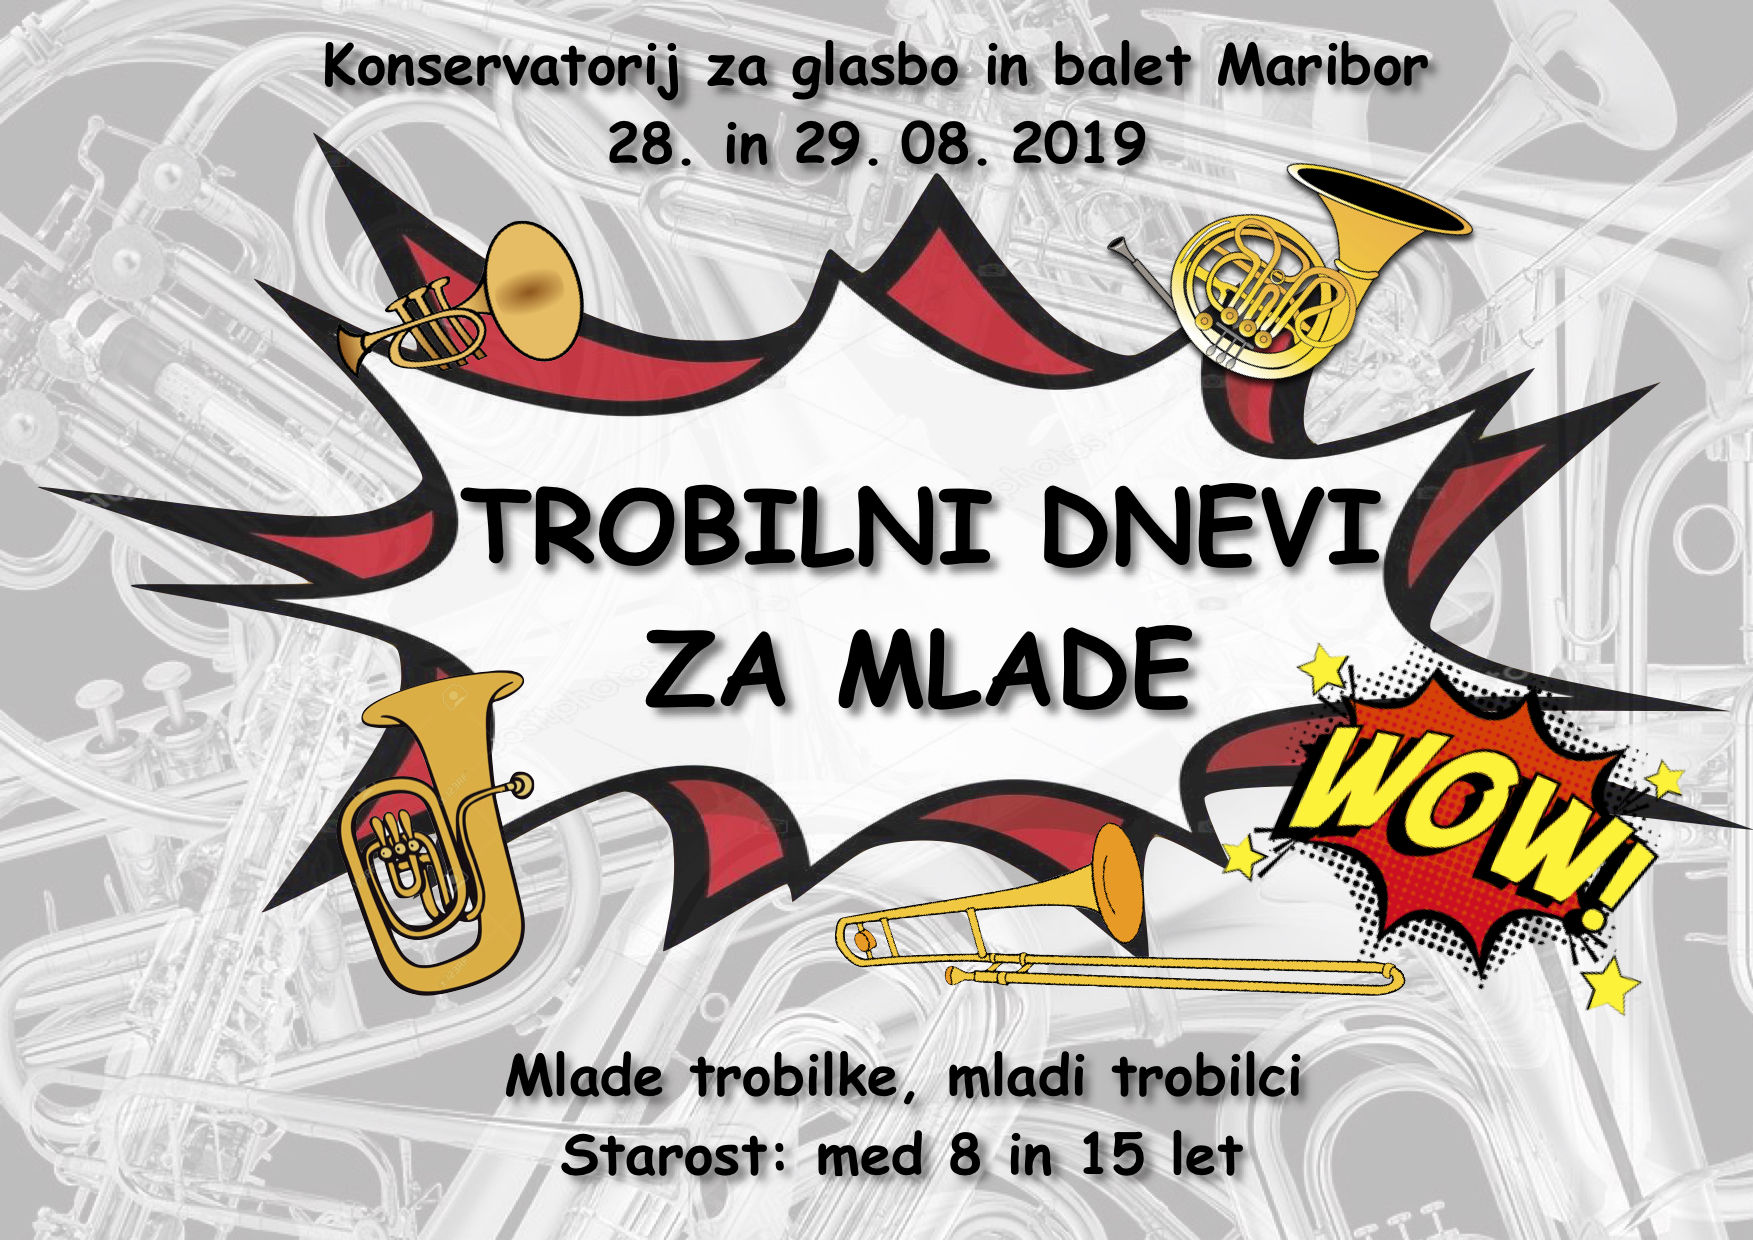 Konservatorij za glasbo in balet Maribor
28. in 29. 08. 2019
TROBILNI DNEVI
ZA MLADE
WOW!
Mlade trobilke, mladi trobilci
Starost: med 8 in 15 let